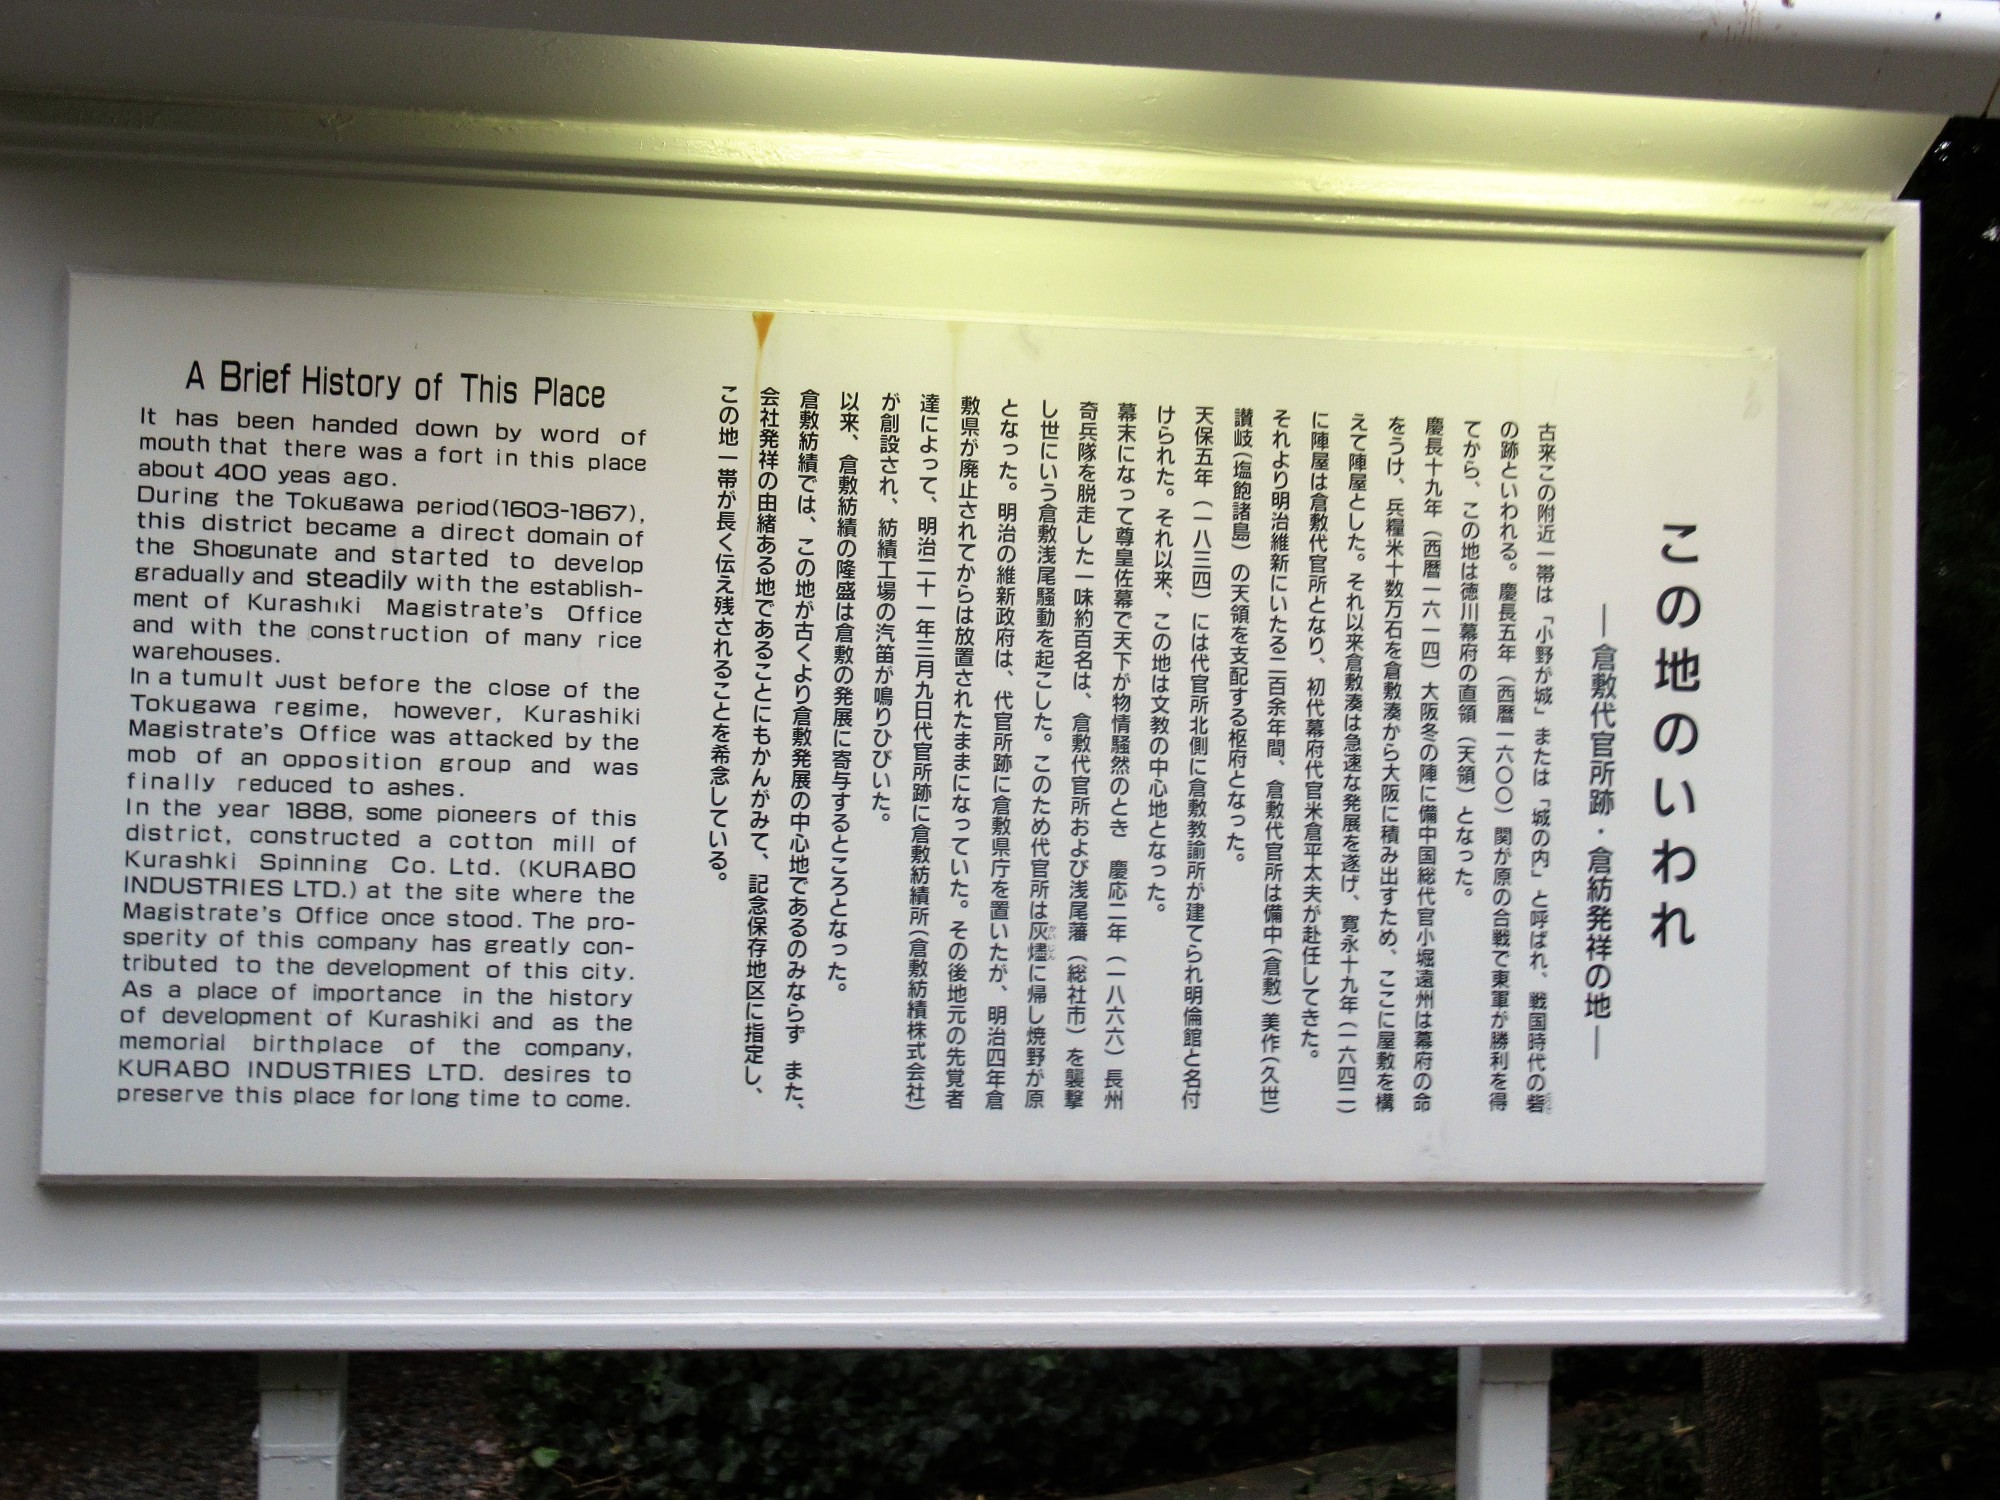 このの地のいわれ
―倉敷代官所跡・倉紡発祥の地―
古来この附近一帯は「小野が城」または「城の内」と呼ばれ、戦国時代の砦
の跡といわれる。慶長五年（西暦一六〇〇）関が原の合戦で東軍が勝利を得
てから、この地は徳川幕府の直領（天領）となった。
慶長十九年（西暦一六一四）大阪冬の陣に備中国総代官小堀遠州は幕府の命
をうけ、兵糧米十数万石を倉敷湊から大阪に積み出すため、ここに屋敷を構
えて陣屋とした。それ以来倉敷湊は急速な発展を遂げ、寛永十九年（一六四二）
に陣屋は倉敷代官所となり、初代幕府代官米倉平太夫が赴任してきた。
それより明治維新にいたる二百余年間、倉敷代官所は備中（倉敷）美作（久世）
讃岐（塩飽諸島）の天領を支配する枢府となった。
天保五年（一八三四）には代官所北側に倉敷教諭所が建てられ明倫館と名付
けられた。それ以来、この地は文教の中心地となった。
幕末になって尊皇佐幕で天下が物情騒然のとき 慶応二年（一八六六）長州
奇兵隊を脱走した一味約百名は、倉敷代官所および浅尾藩（総社市）を襲撃
し世にいう倉敷浅尾騒動を起こした。このため代官所は灰燼に帰し焼野が原
となった。明治の維新政府は、代官所跡に倉敷県庁を置いたが、明治四年倉
敷県が廃止されてからは放置されたままになっていた。その後地元の先覚者
達によって、明治二十一年三月九日代官所跡に倉敷紡績所（倉敷紡績株式会社）
が創設され、紡績工場の汽笛が鳴りひびいた。
以来、倉敷紡績の隆盛は倉敷の発展に寄与するところとなった。
倉敷紡績では、この地が古くより倉敷発展の中心地であるのみならず また、
会社発祥の由緒ある地であることにもかんがみて、記念保存地区に指定し、
この地一帯が長く伝え残されることを希念している。
A Brief History of This Place
It has been handed down by word of
mouth that there was a fort in this place
about 400 yeas ago.
During the Tokugawa period(1603-1867),
this district became a direct domain of
the Shogunate and started to develop
gradually and steadily with the establish-
ment of Kurashiki Magistrate's Office
and with the construction of many rice
warehouses.
In a tumult Just before the close of the
Tokugawa regime, however, Kurashiki
Magistrate's Office was attacked by the
mob of an opposition group and was
finally reduced to ashes.
In the year 1888, some pioneers of this
district, constructed a cotton mill of
Kurashki Spinning Co. Ltd. (KURABO
INDUSTRIES LTD.) at the site where the
Magistrate's Office once stood. The pro-
sperity of this company has greatly con-
tributed to the development of this city.
As a place of importance in the history
of development of Kurashiki and as the
memorial birthplace of the company,
KURABO INDUSTRIES LTD. desires to
preserve this place for long time to come.